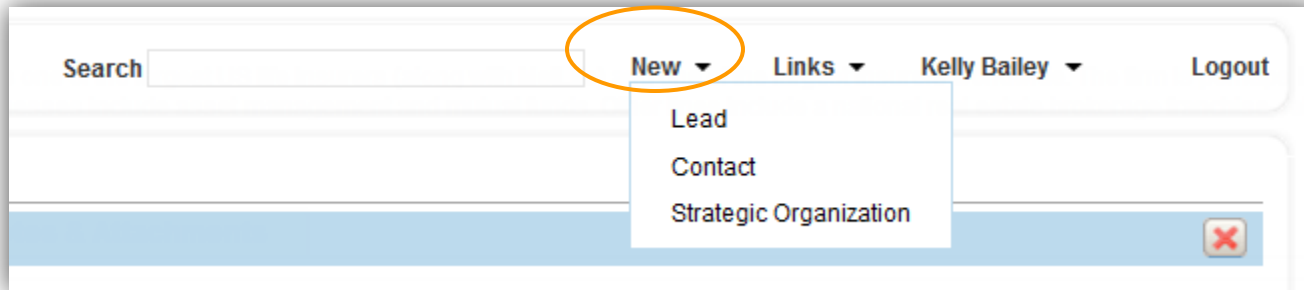 Search New Links Kelly Bailey Logout
Lead
Contact
Strategic Organization